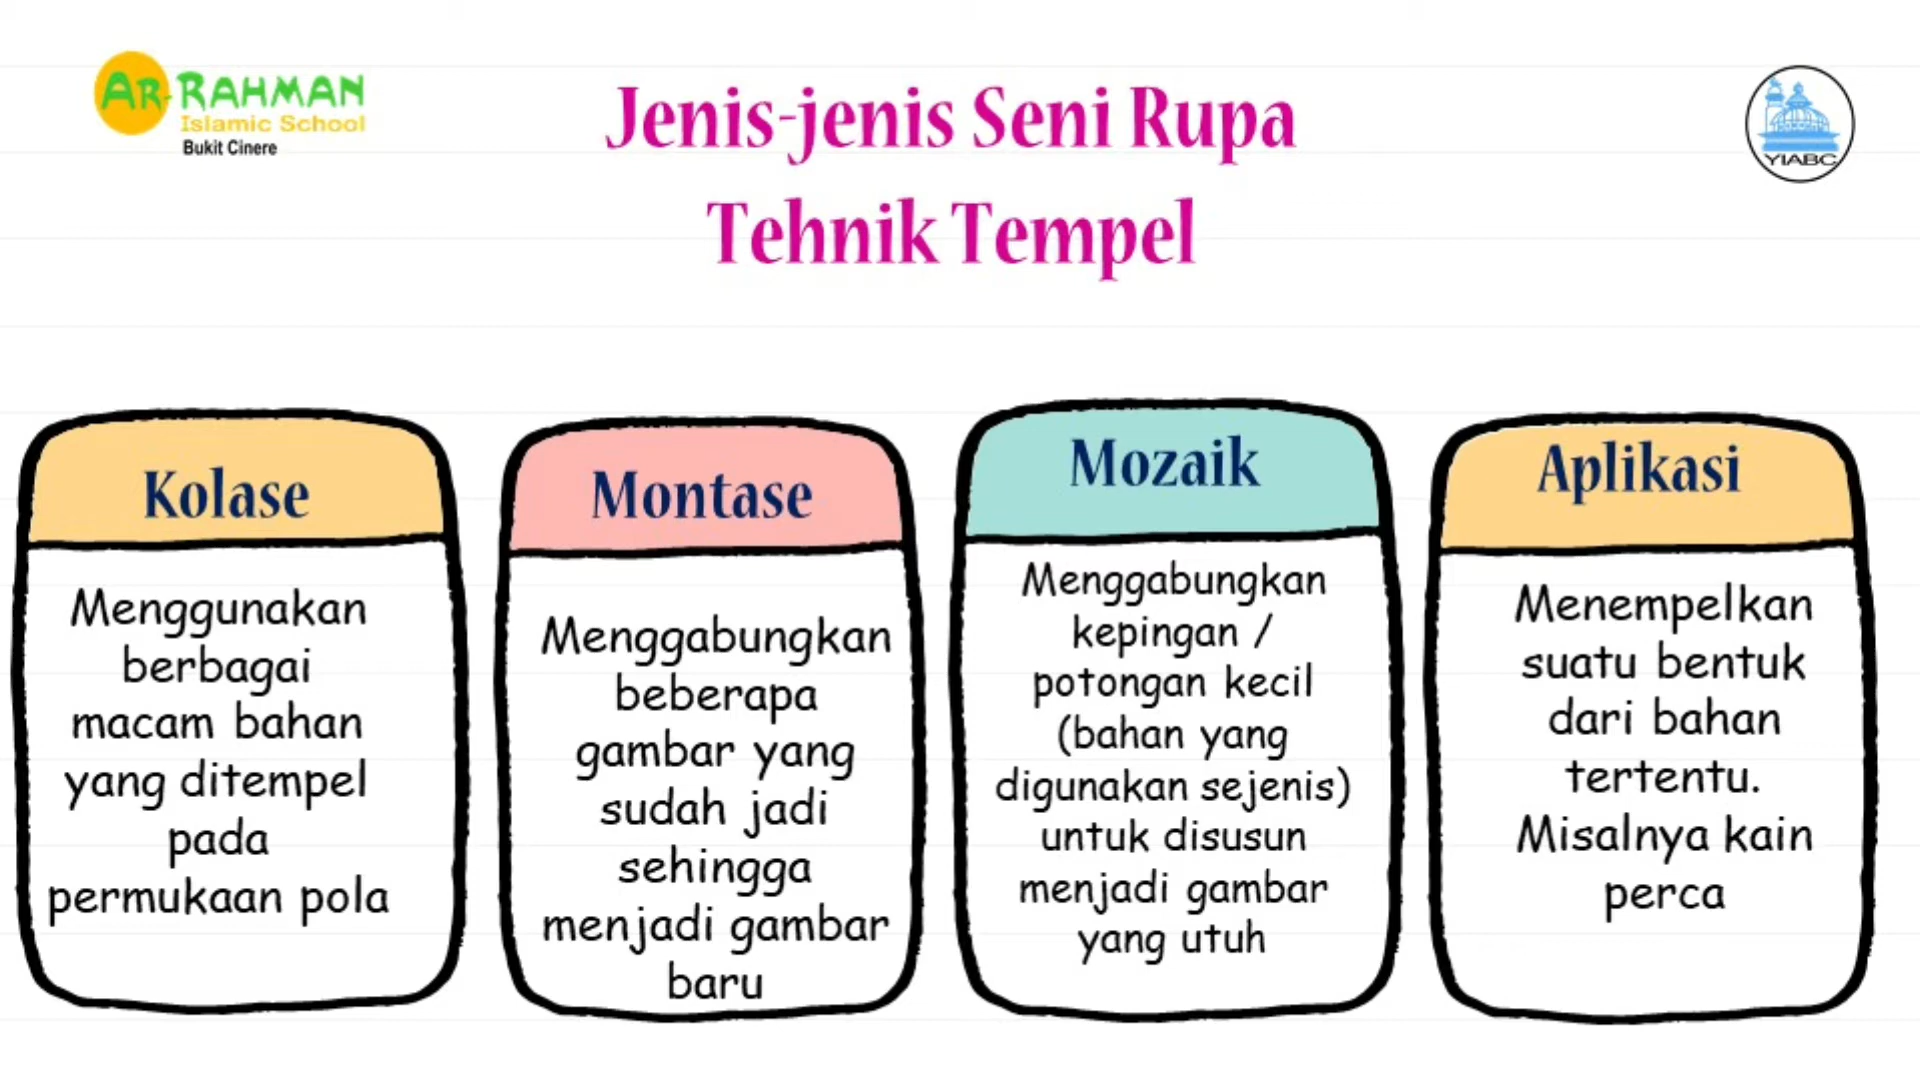 AR-RAHMAN
Islamic School
Bukit Cinere
Jenis-jenis Seni Rupa
Tehnik Tempel
YIABC
Kolase
Menggunakan
berbagai
macam bahan
yang ditempel
pada
permukaan pola
Montase
Menggabungkan
beberapa
gambar yang
sudah jadi
sehingga
menjadi gambar
baru
Mozaik
Menggabungkan
kepingan /
potongan kecil
(bahan yang
digunakan sejenis)
untuk disusun
menjadi gambar
yang utuh
Aplikasi
Menempelkan
suatu bentuk
dari bahan
tertentu.
Misalnya kain
perca